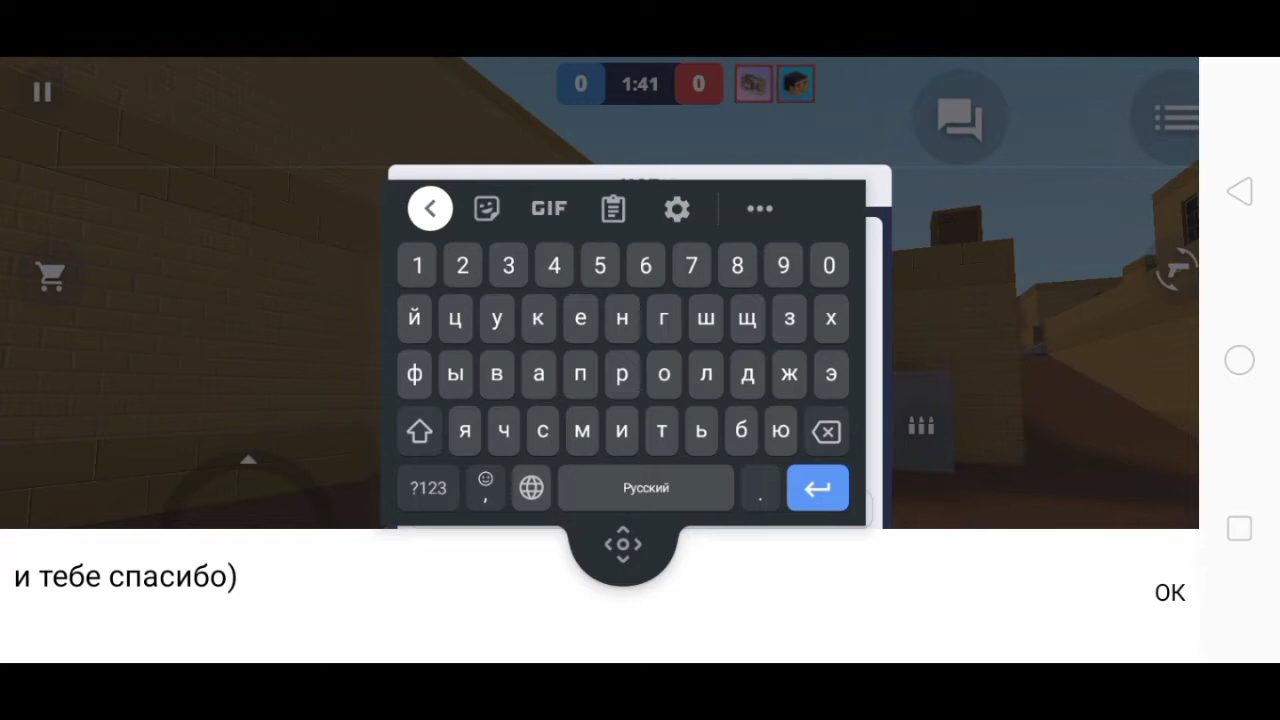 0 1:41 0
GIF
1 2 3 4 5 6 7 8 9 0
й ц у к е н г ш щ з х
ф ы в а п р о л д ж э
я ч с м и т ь б ю
?123 , Русский .
и тебе спасибо)
ОК